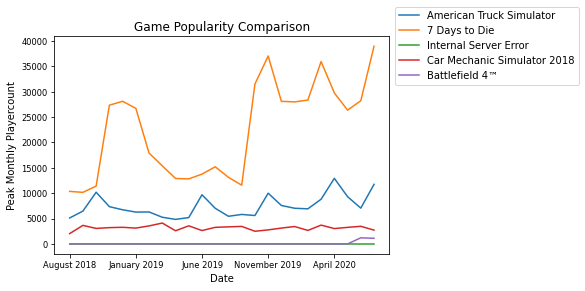 Game Popularity Comparison
American Truck Simulator
7 Days to Die
Internal Server Error
Car Mechanic Simulator 2018
Battlefield 4™
Peak Monthly Playercount
40000
35000
30000
25000
20000
15000
10000
5000
0
August 2018
January 2019
June 2019
November 2019
April 2020
Date